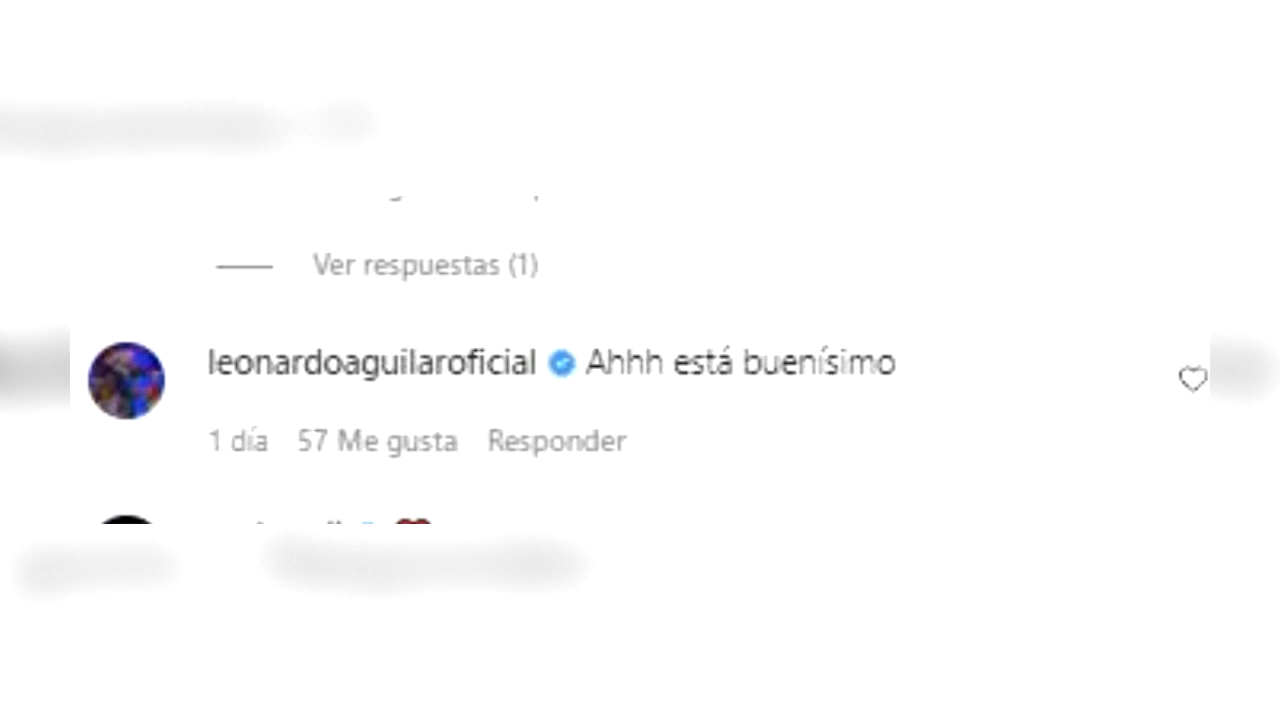 Ver respuestas (1)
leonardoaguilaroficial Ahhh está buenísimo
1 día 57 Me gusta Responder